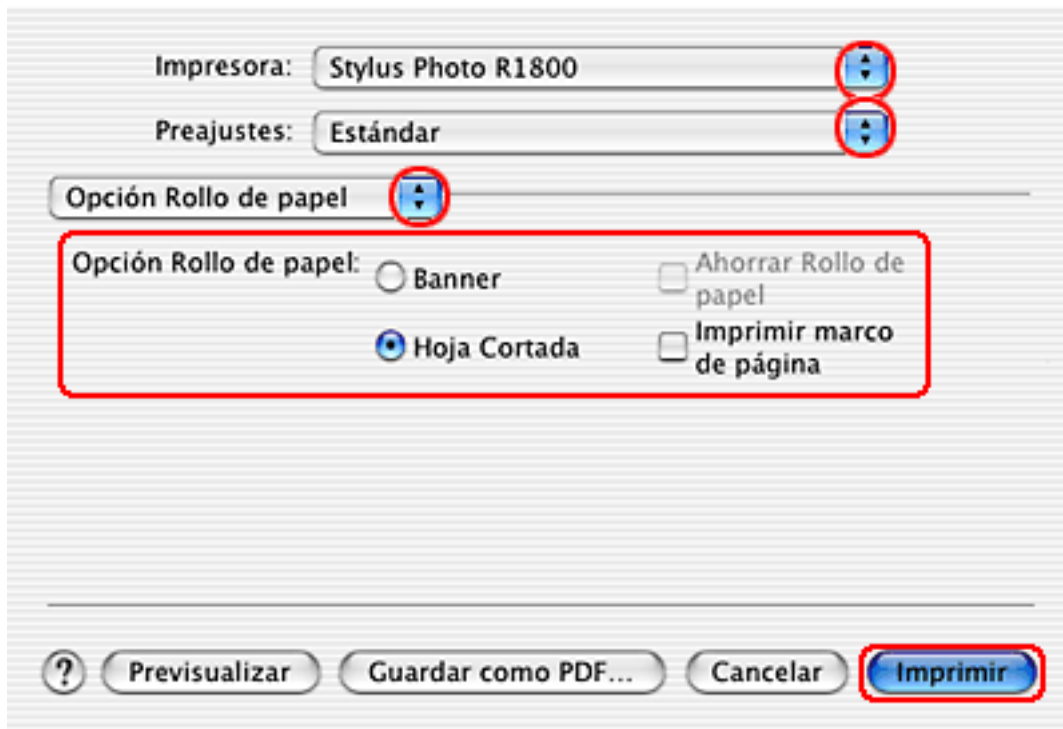 Impresora: Stylus Photo R1800
Preajustes: Estándar
Opción Rollo de papel
Opción Rollo de papel: Banner Ahorrar Rollo de
papel
Hoja Cortada Imprimir marco
de página
? Previsualizar Guardar como PDF... Cancelar Imprimir